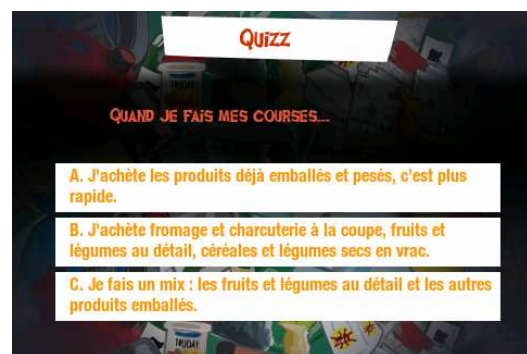 Quizz
QUAND JE FAIS MES COURSES...
A. J'achète les produits déjà emballés et pesés, c'est plus
rapide.
B. J'achète fromage et charcuterie à la coupe, fruits et
légumes au détail, céréales et légumes secs en vrac.
C. Je fais un mix : les fruits et légumes au détail et les autres
produits emballés.